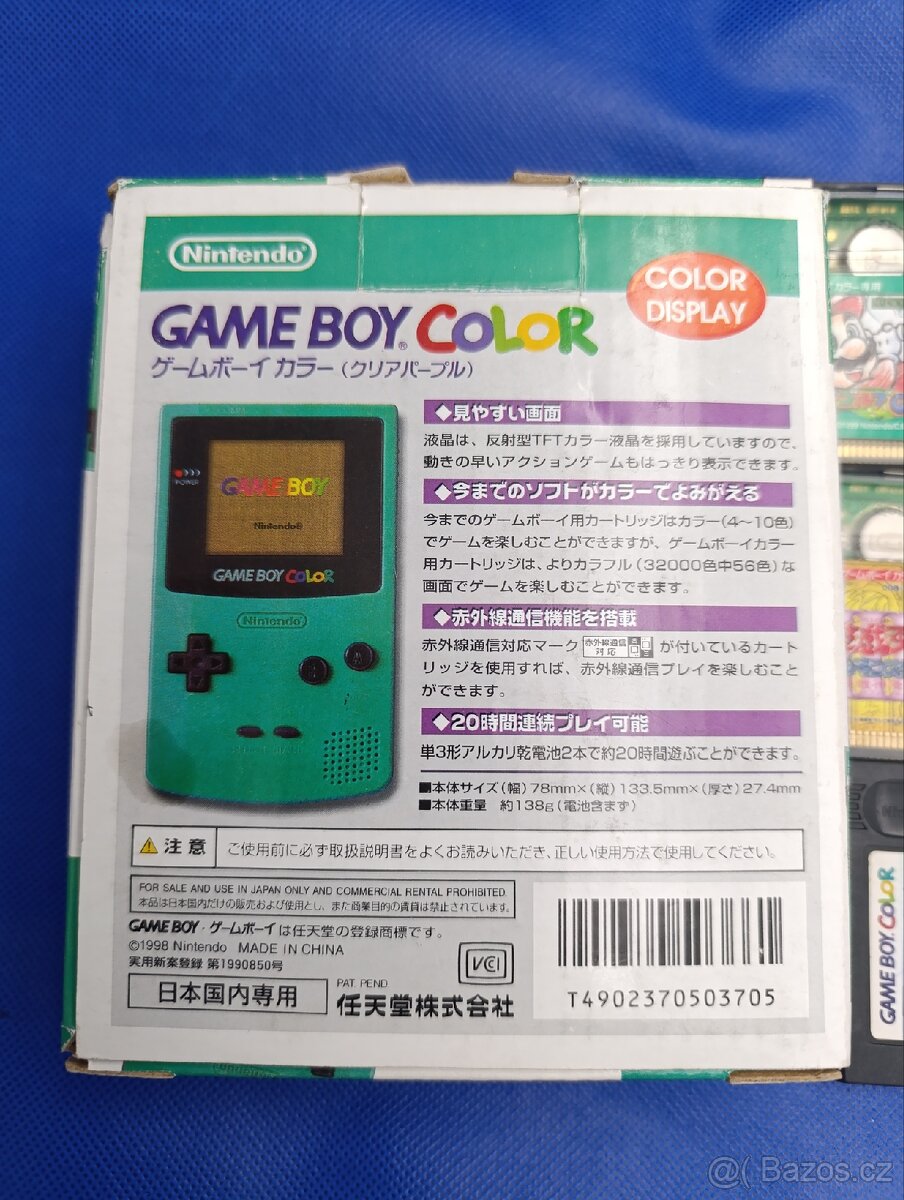 Nintendo
COLOR
DISPLAY
GAME BOY® COLOR
ゲームボーイ カラー（クリアパープル）
POWER
GAME BOY
Nintendo®
GAME BOY COLOR
Nintendo
B
A
◆見やすい画面
液晶は、反射型TFTカラー液晶を採用していますので、
動きの早いアクションゲームもはっきり表示できます。
◆今までのソフトがカラーでよみがえる
今までのゲームボーイ用カートリッジはカラー（4～10色）
でゲームを楽しむことができますが、ゲームボーイカラー
用カートリッジは、よりカラフル（32000色中56色）な
画面でゲームを楽しむことができます。
◆赤外線通信機能を搭載
赤外線通信対応マーク 赤外線通信対応 が付いているカート
リッジを使用すれば、赤外線通信プレイを楽しむこと
ができます。
◆20時間連続プレイ可能
単3形アルカリ乾電池2本で約20時間遊ぶことができます。
■本体サイズ（幅）78mm×（縦）133.5mm×（厚さ）27.4mm
■本体重量　約138g（電池含まず）
注意 ご使用前に必ず取扱説明書をよくお読みいただき、正しい使用方法で使用してください。
FOR SALE AND USE IN JAPAN ONLY AND COMMERCIAL RENTAL PROHIBITED.
本品は日本国内だけの販売および使用とし、また商業目的の賃貸は禁止されています。
GAME BOY・ゲームボーイは任天堂の登録商標です。
©1998 Nintendo MADE IN CHINA
実用新案登録 第1990850号
VCCI
PAT. PEND
日本国内専用
任天堂株式会社
T4902370503705
カラー専用
GAME BOY COLOR
@( Bazos.cz